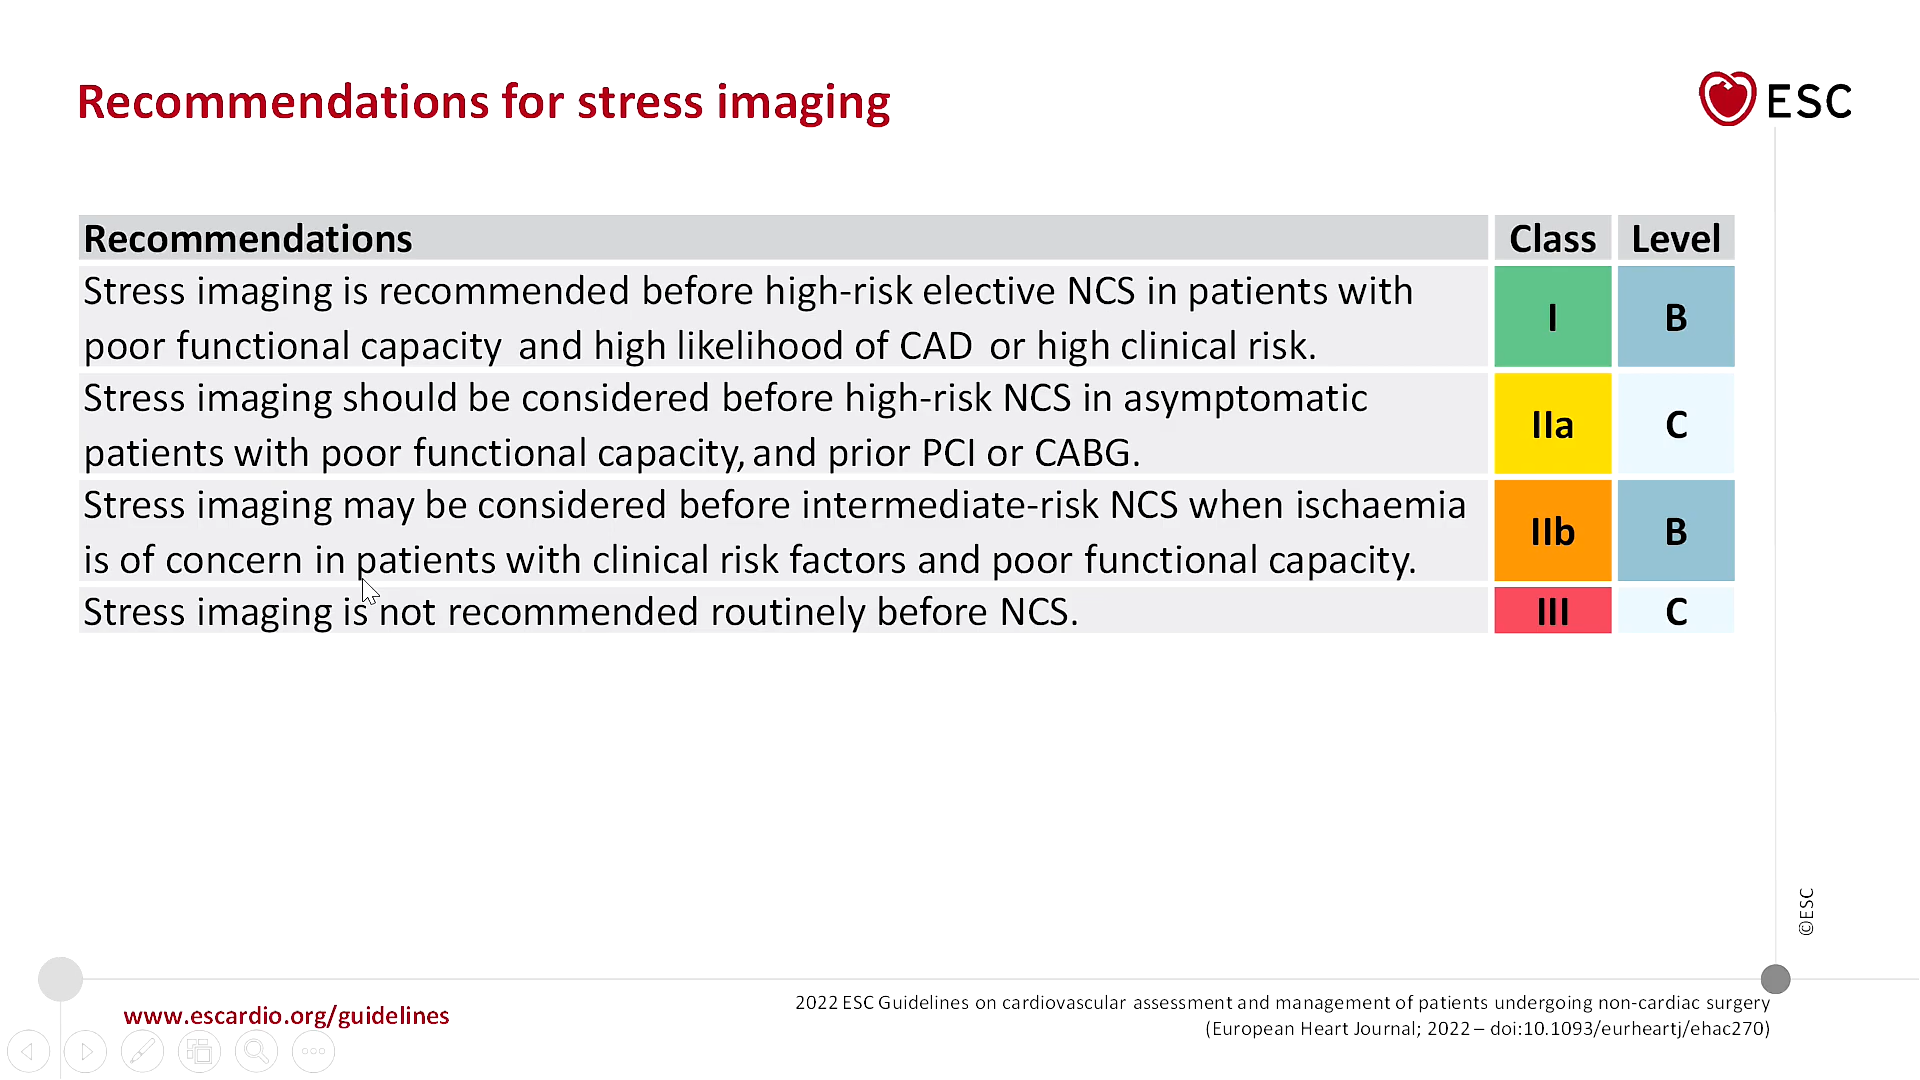 Recommendations for stress imaging
ESC
Recommendations Class Level
Stress imaging is recommended before high-risk elective NCS in patients with
poor functional capacity and high likelihood of CAD or high clinical risk.
I B
Stress imaging should be considered before high-risk NCS in asymptomatic
patients with poor functional capacity, and prior PCI or CABG.
IIa C
Stress imaging may be considered before intermediate-risk NCS when ischaemia
is of concern in patients with clinical risk factors and poor functional capacity.
IIb B
Stress imaging is not recommended routinely before NCS.
III C
©ESC
www.escardio.org/guidelines
2022 ESC Guidelines on cardiovascular assessment and management of patients undergoing non-cardiac surgery
(European Heart Journal; 2022 – doi:10.1093/eurheartj/ehac270)